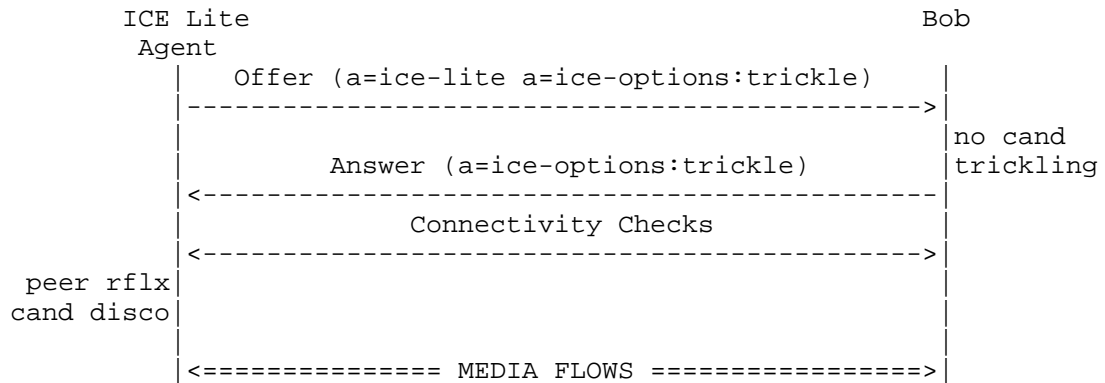 ICE Lite Bob
Agent
Offer (a=ice-lite a=ice-options:trickle)
no cand
Answer (a=ice-options:trickle) trickling
Connectivity Checks
peer rflx
cand disco
MEDIA FLOWS